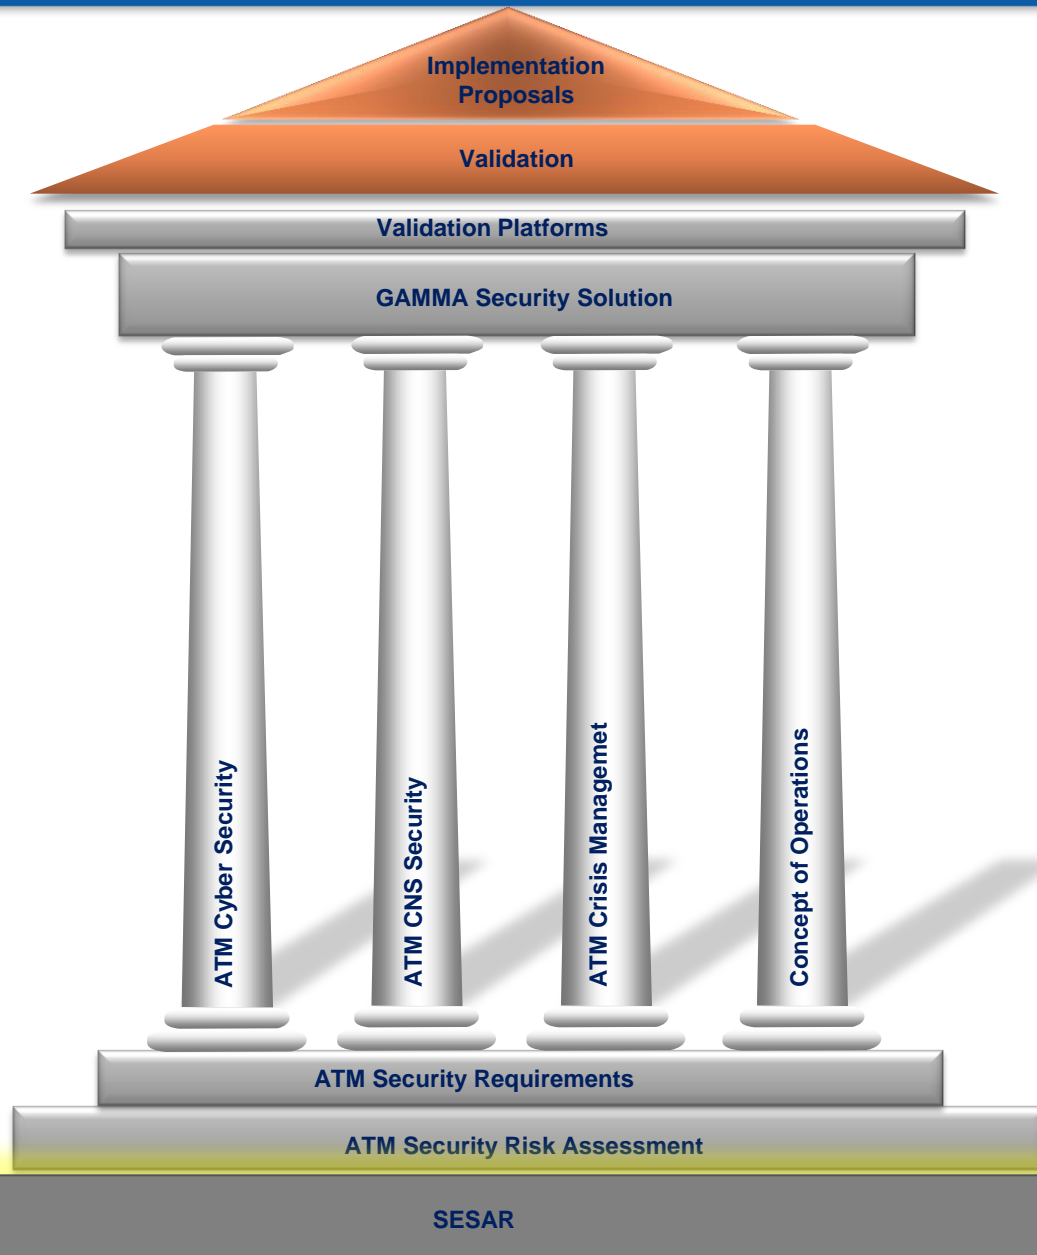 Implementation
Proposals
Validation
Validation Platforms
GAMMA Security Solution
ATM Cyber Security
ATM CNS Security
ATM Crisis Managemet
Concept of Operations
ATM Security Requirements
ATM Security Risk Assessment
SESAR